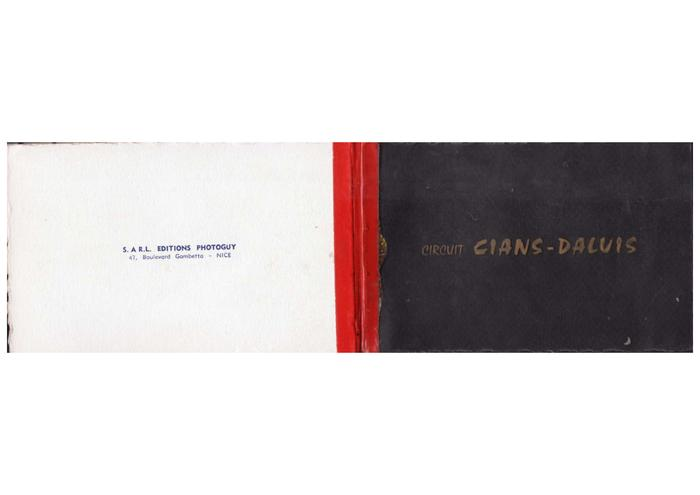 S. A R.L. EDITIONS PHOTOGUY
47, Boulevard Gambetta - NICE
CIRCUIT CIANS-DALUIS